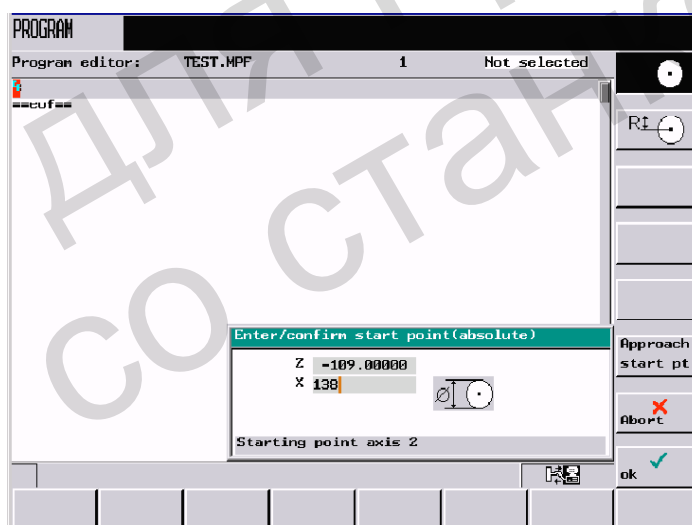 PROGRAM
Program editor: TEST.MPF 1 Not selected
==eof==
R
Enter/confirm start point(absolute)
Z -109.00000
X 138
Starting point axis 2
Approach
start pt
Abort
ok
для
со стан